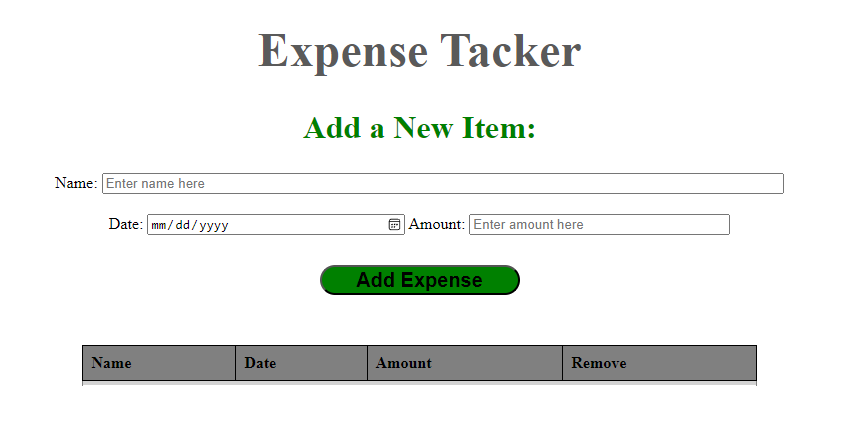 Expense Tacker
Add a New Item:
Name: Enter name here
Date: mm/dd/yyyy Amount: Enter amount here
Add Expense
Name Date Amount Remove